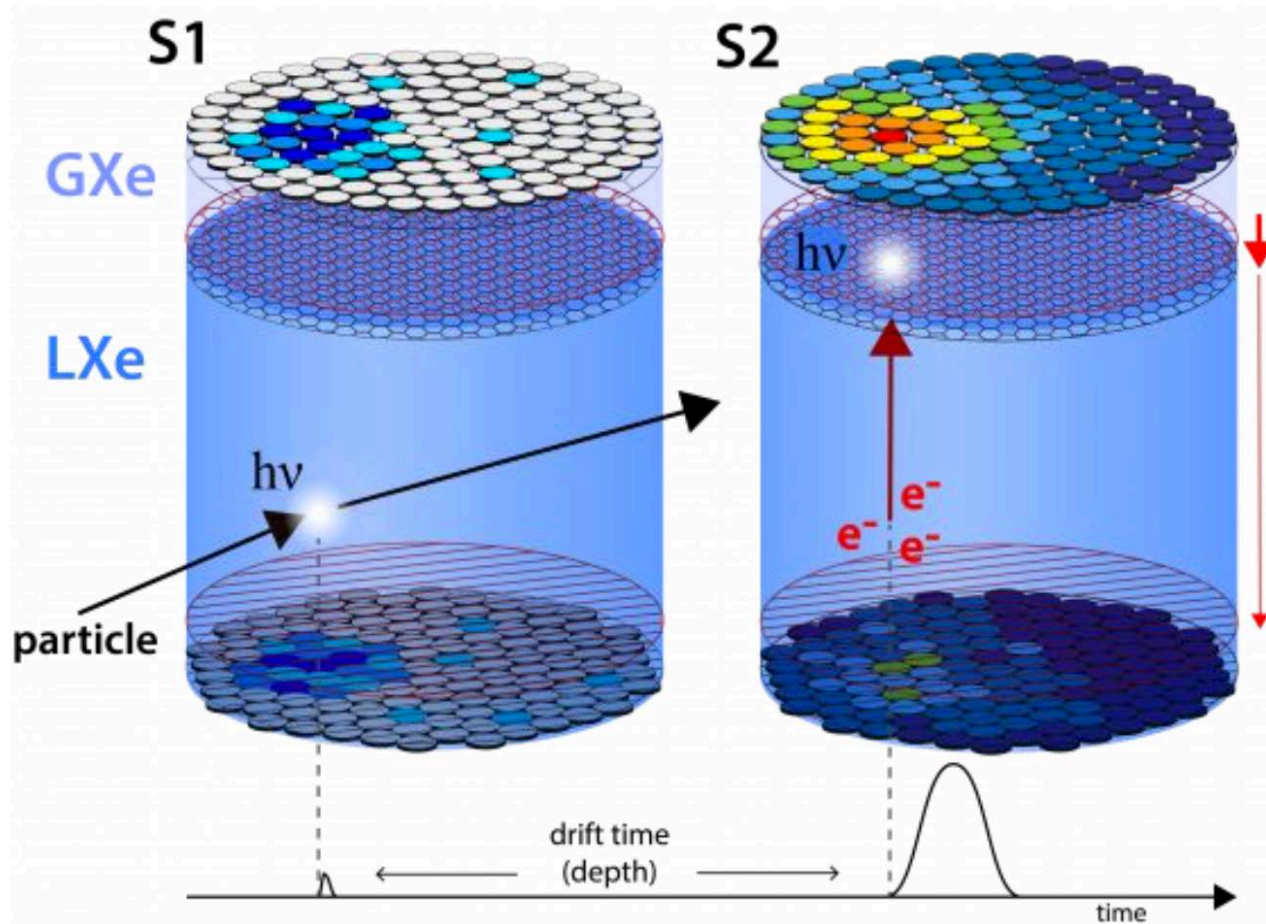 S1
S2
GXe
LXe
hν
hν
particle
e⁻
e⁻
e⁻
drift time
(depth)
time